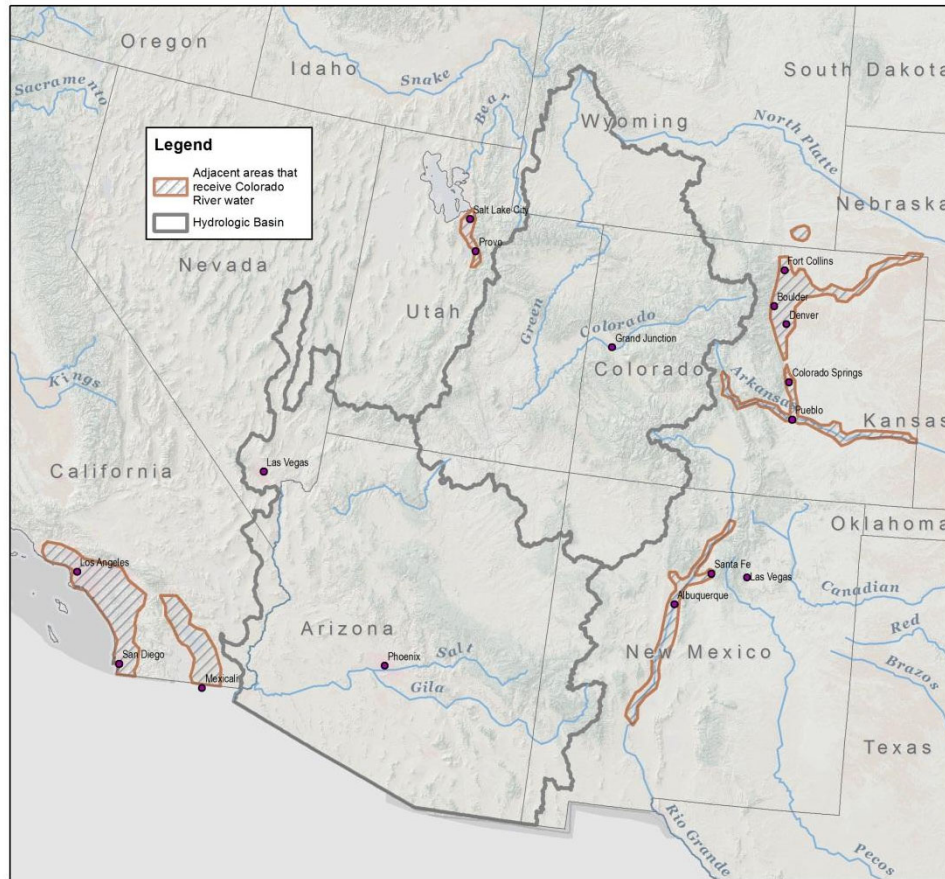 Oregon
Idaho
Snake
South Dakota
Sacramento
Bear
Wyoming
North Platte
Legend
Adjacent areas that
receive Colorado
River water
Hydrologic Basin
Salt Lake City
Nebraska
Provo
Nevada
Fort Collins
Utah
Green
Boulder
Denver
Colorado
Grand Junction
Colorado
Kings
Colorado Springs
Arkansas
Pueblo
Kansas
California
Las Vegas
Oklahoma
Los Angeles
Santa Fe
Las Vegas
Canadian
Albuquerque
Red
Arizona
New Mexico
Brazos
San Diego
Phoenix
Salt
Mexicali
Gila
Texas
Rio Grande
Pecos